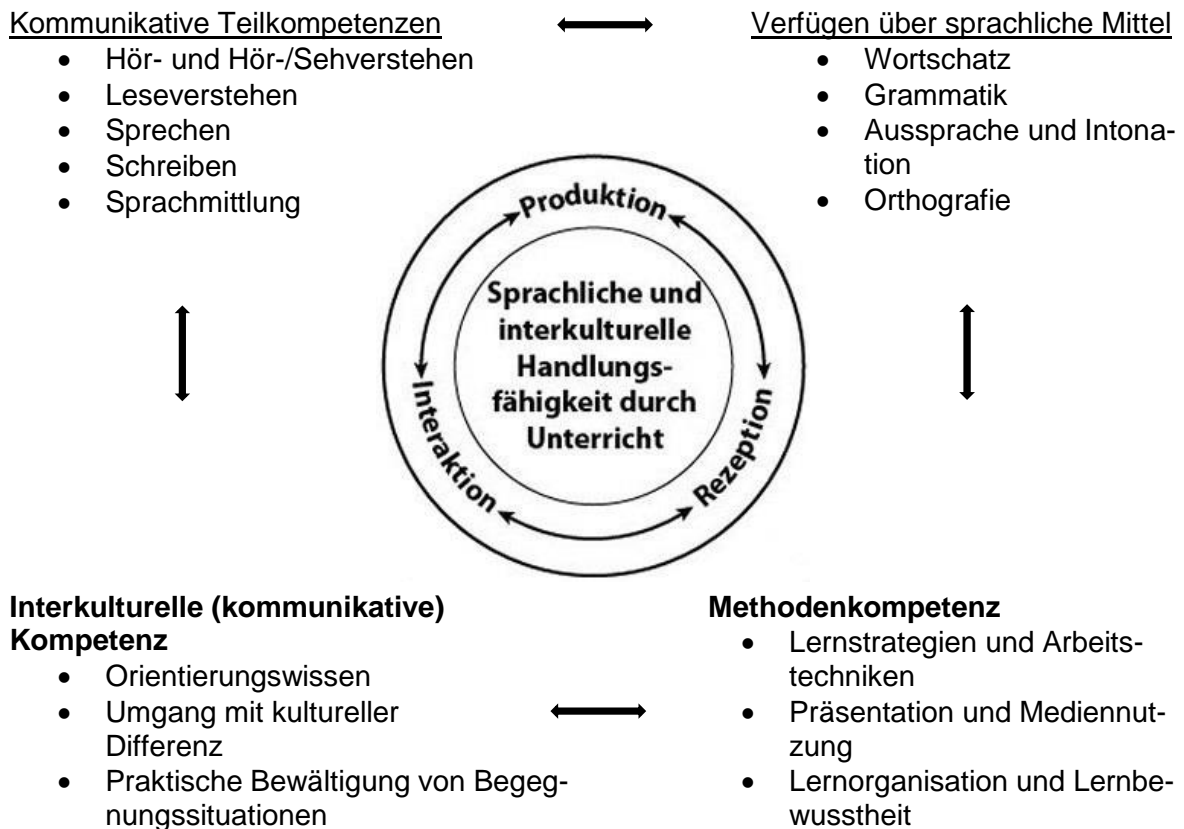 Kommunikative Teilkompetenzen
• Hör- und Hör-/Sehverstehen
• Leseverstehen
• Sprechen
• Schreiben
• Sprachmittlung
Verfügen über sprachliche Mittel
• Wortschatz
• Grammatik
• Aussprache und Intona-
tion
• Orthografie
Produktion
Sprachliche und
interkulturelle
Handlungs-
fähigkeit durch
Unterricht
Interaktion
Rezeption
Interkulturelle (kommunikative)
Kompetenz
• Orientierungswissen
• Umgang mit kultureller
Differenz
• Praktische Bewältigung von Begeg-
nungssituationen
Methodenkompetenz
• Lernstrategien und Arbeits-
techniken
• Präsentation und Mediennut-
zung
• Lernorganisation und Lernbe-
wusstheit